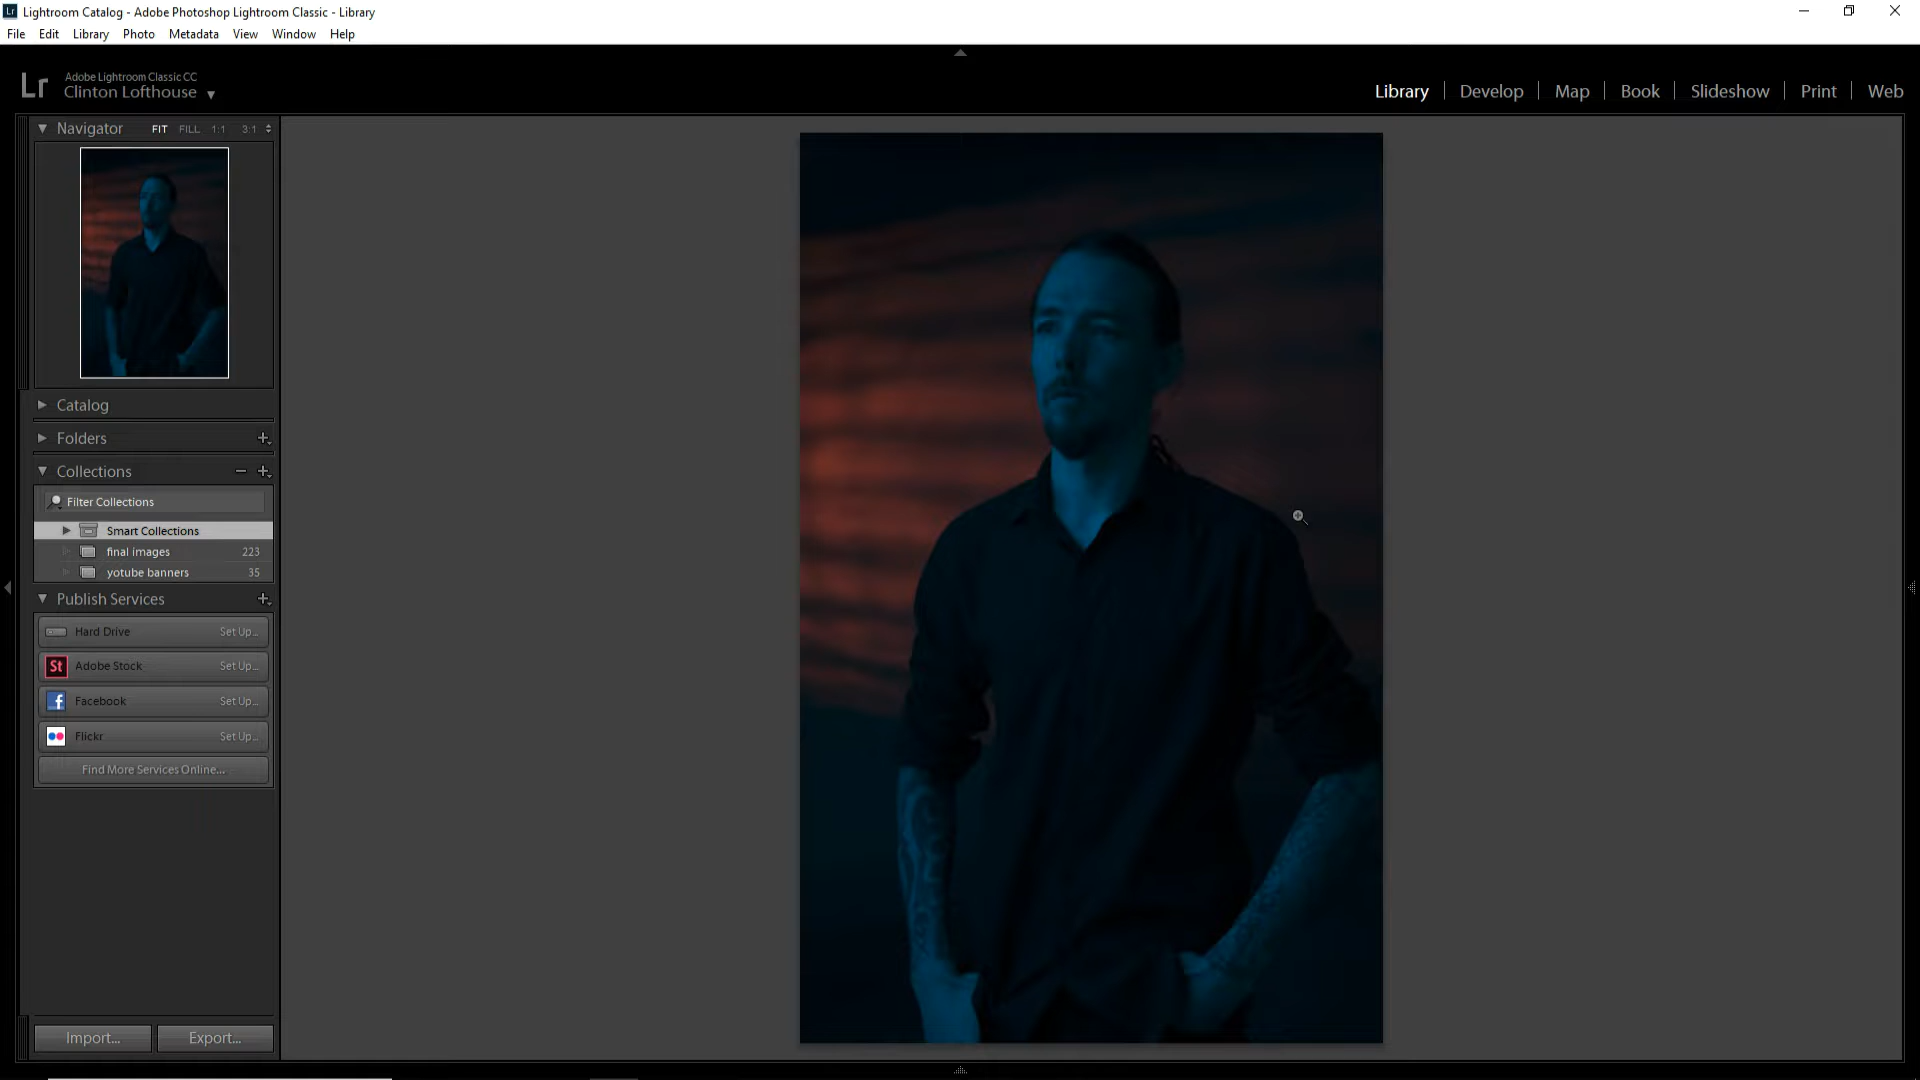 Lr Lightroom Catalog - Adobe Photoshop Lightroom Classic - Library
File Edit Library Photo Metadata View Window Help
Lr Adobe Lightroom Classic CC
Clinton Lofthouse
Library Develop Map Book Slideshow Print Web
Navigator FIT FILL 1:1 3:1
Catalog
Folders
Collections
Filter Collections
Smart Collections
final images 223
yotube banners 35
Publish Services
Hard Drive Set Up...
St Adobe Stock Set Up...
f Facebook Set Up...
Flickr Set Up...
Find More Services Online...
Import... Export...